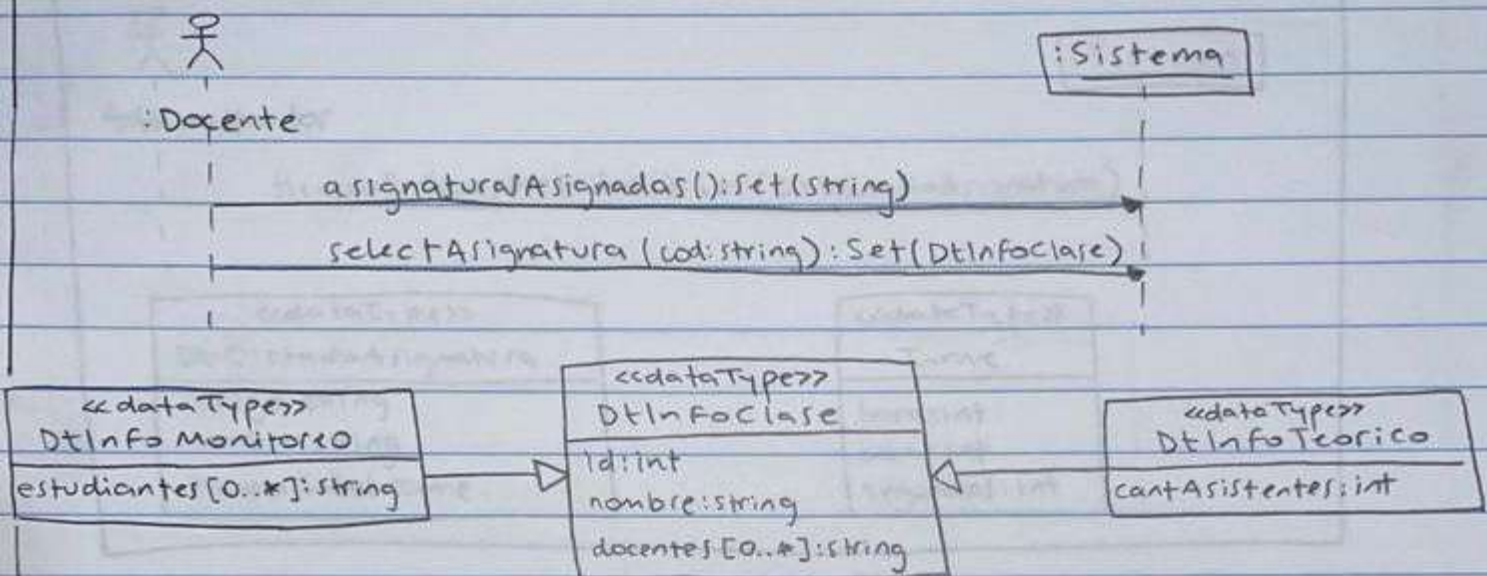 :Sistema
:Docente
asignaturasAsignadas():Set(string)
selectAsignatura (cod:string): Set(DtInfoClase)
<<dataType>>
DtInfoMonitoreo
estudiantes[0..*]:string
<<dataType>>
DtInfoClase
id:int
nombre:string
docentes[0..*]:string
<<dataType>>
DtInfoTeorico
cantAsistentes:int